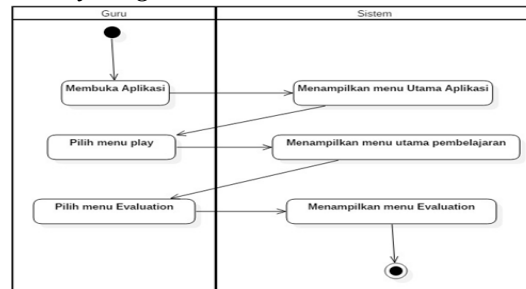 Guru Sistem
Membuka Aplikasi Menampilkan menu Utama Aplikasi
Pilih menu play Menampilkan menu utama pembelajaran
Pilih menu Evaluation Menampilkan menu Evaluation